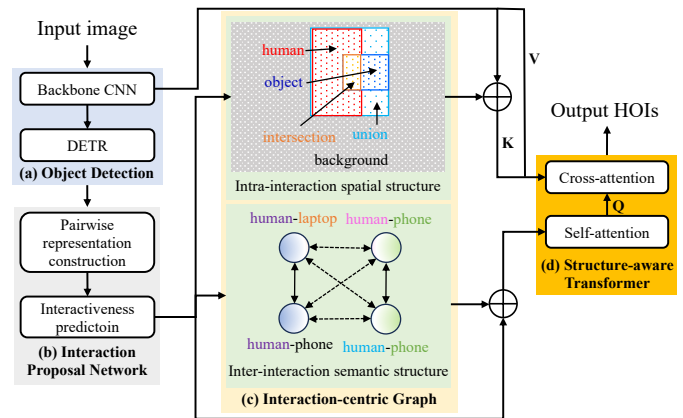 Input image
Backbone CNN
DETR
(a) Object Detection
Pairwise
representation
construction
Interactiveness
predictoin
(b) Interaction
Proposal Network
human
object
intersection
union
background
Intra-interaction spatial structure
human-laptop
human-phone
human-phone
human-phone
Inter-interaction semantic structure
(c) Interaction-centric Graph
V
K
Output HOIs
Cross-attention
Q
Self-attention
(d) Structure-aware
Transformer